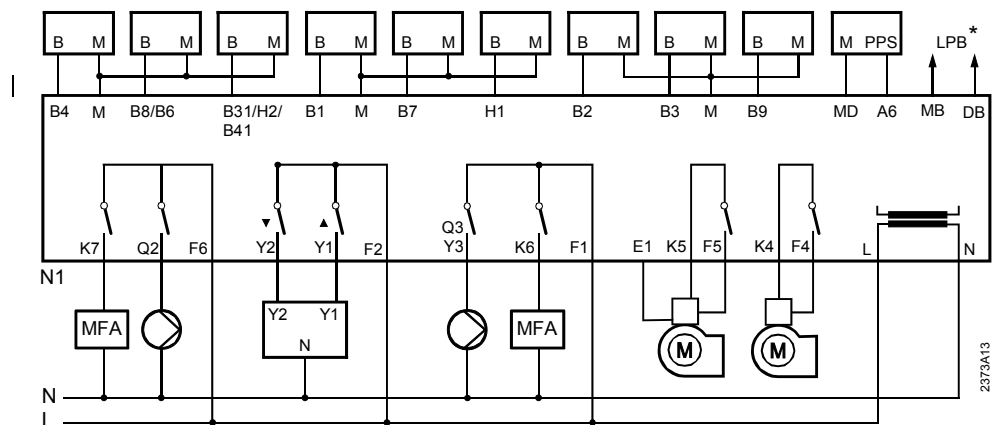 B M B M B M B M B M B M B M B M B M M PPS LPB *
B4 M B8/B6 B31/H2/ B1 M B7 H1 B2 B3 M B9 MD A6 MB DB
B41
Q3
K7 Q2 F6 Y2 Y1 F2 Y3 K6 F1 E1 K5 F5 K4 F4 L N
N1
MFA Y2 Y1 MFA
N
M M
2373A13
N
L